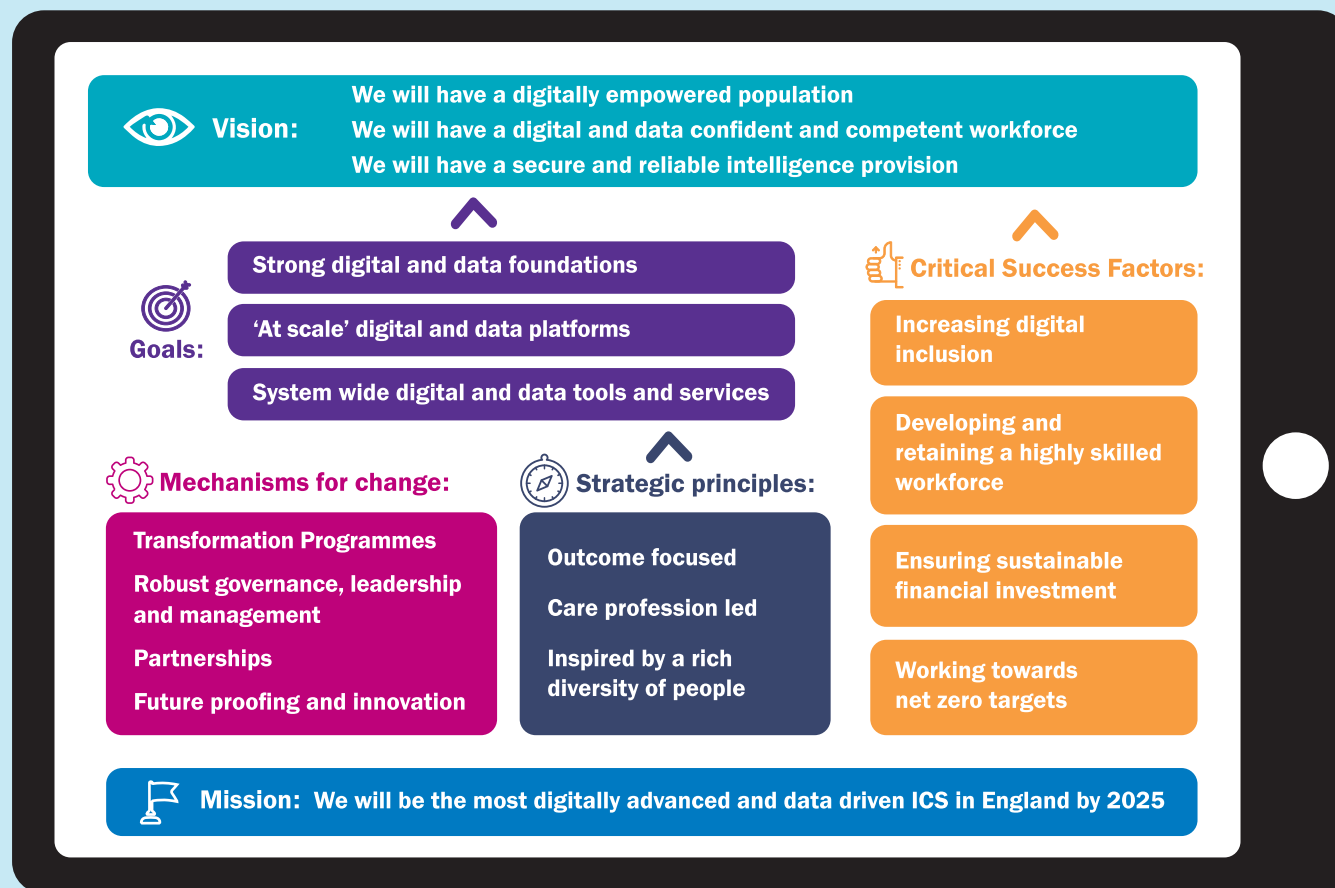 Vision:
We will have a digitally empowered population
We will have a digital and data confident and competent workforce
We will have a secure and reliable intelligence provision
Goals:
Strong digital and data foundations
‘At scale’ digital and data platforms
System wide digital and data tools and services
Mechanisms for change:
Transformation Programmes
Robust governance, leadership
and management
Partnerships
Future proofing and innovation
Strategic principles:
Outcome focused
Care profession led
Inspired by a rich
diversity of people
Critical Success Factors:
Increasing digital
inclusion
Developing and
retaining a highly skilled
workforce
Ensuring sustainable
financial investment
Working towards
net zero targets
Mission: We will be the most digitally advanced and data driven ICS in England by 2025